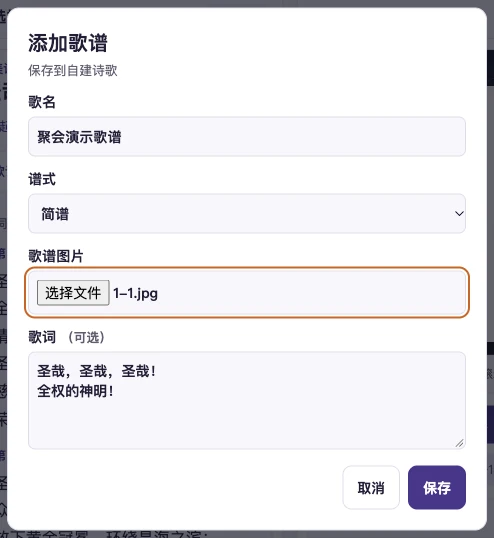 添加歌谱
保存到自建诗歌
歌名
聚会演示歌谱
谱式
简谱
歌谱图片
选择文件 1-1.jpg
歌词 （可选）
圣哉，圣哉，圣哉！
全权的神明！
取消 保存